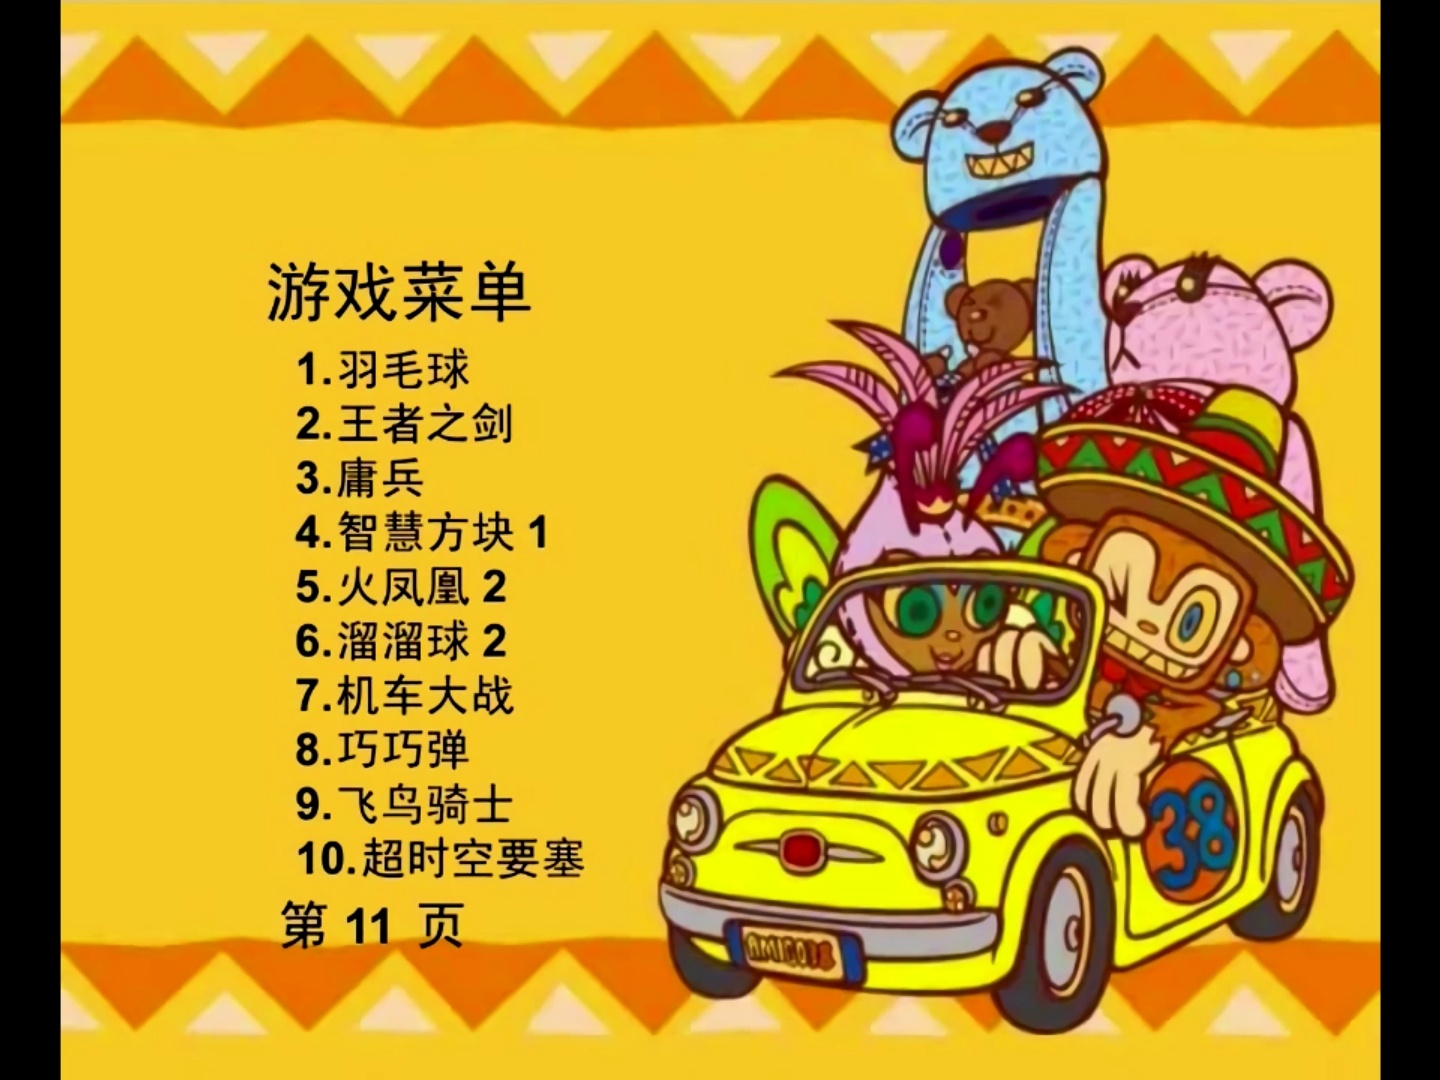 游戏菜单
1.羽毛球
2.王者之剑
3.庸兵
4.智慧方块 1
5.火凤凰 2
6.溜溜球 2
7.机车大战
8.巧巧弹
9.飞鸟骑士
10.超时空要塞
第 11 页
38
AMIGO38